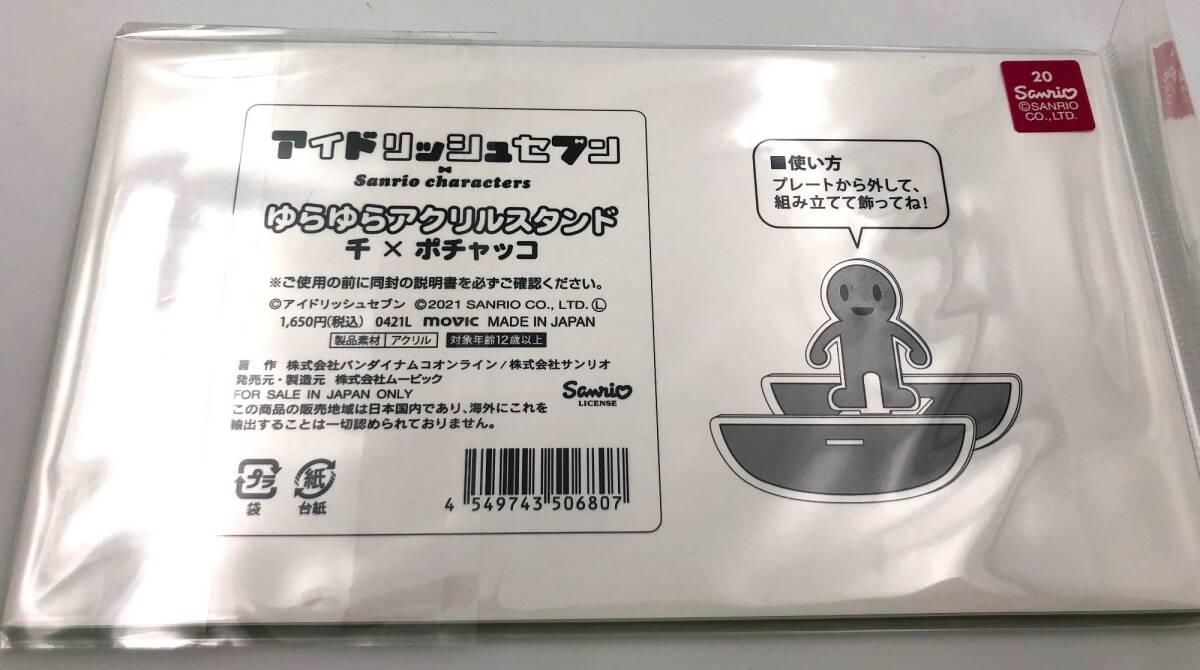 アイドリッシュセブン
Sanrio characters
ゆらゆらアクリルスタンド
千 × ポチャッコ
※ご使用の前に同封の説明書を必ずご確認ください。
©アイドリッシュセブン ©2021 SANRIO CO., LTD. Ⓛ
1,650円(税込) 0421L movic MADE IN JAPAN
製品素材 アクリル 対象年齢12歳以上
著 作 株式会社バンダイナムコオンライン/株式会社サンリオ
発売元・製造元 株式会社ムービック
FOR SALE IN JAPAN ONLY
この商品の販売地域は日本国内であり、海外にこれを
輸出することは一切認められておりません。
Sanrio
LICENSE
プラ
袋
紙
台紙
4 549743 506807
20
Sanrio
©SANRIO
CO., LTD.
■使い方
プレートから外して、
組み立てて飾ってね!